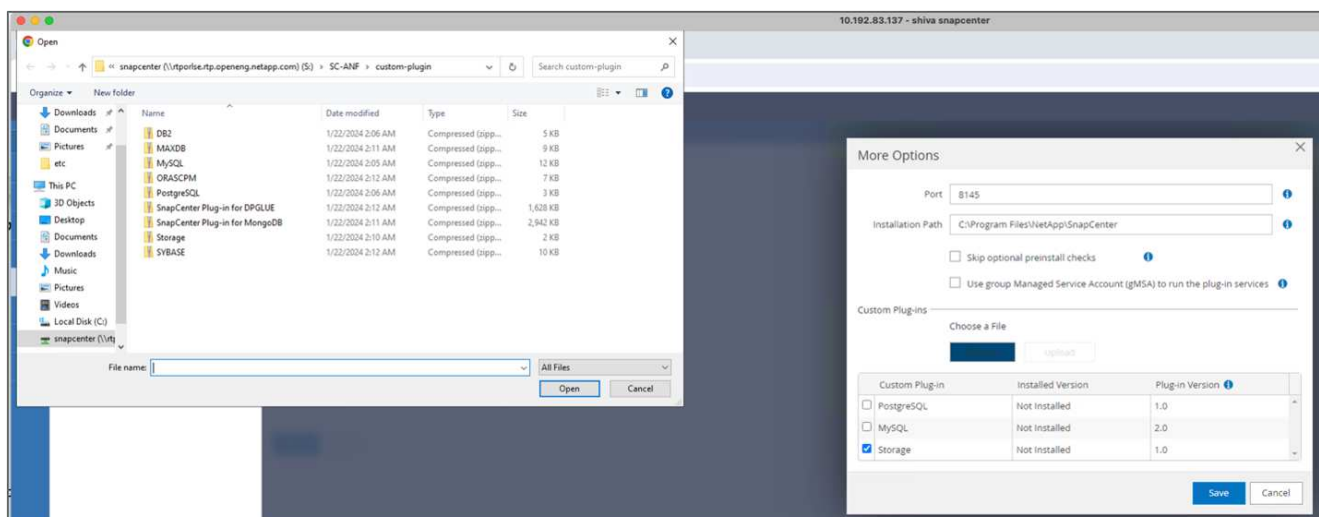 10.192.83.137 - shiva snapcenter
Open
« snapcenter (\\rtporlse.rtp.openeng.netapp.com) (S:) > SC-ANF > custom-plugin
Search custom-plugin
Organize
New folder
Name Date modified Type Size
Downloads
Documents
Pictures
etc
This PC
3D Objects
Desktop
Documents
Downloads
Music
Pictures
Videos
Local Disk (C:)
snapcenter (\\rtp
DB2 1/22/2024 2:06 AM Compressed (zipp... 5 KB
MAXDB 1/22/2024 2:11 AM Compressed (zipp... 9 KB
MySQL 1/22/2024 2:05 AM Compressed (zipp... 12 KB
ORASCPM 1/22/2024 2:12 AM Compressed (zipp... 7 KB
PostgreSQL 1/22/2024 2:06 AM Compressed (zipp... 3 KB
SnapCenter Plug-in for DPGLUE 1/22/2024 2:12 AM Compressed (zipp... 1,628 KB
SnapCenter Plug-in for MongoDB 1/22/2024 2:11 AM Compressed (zipp... 2,942 KB
Storage 1/22/2024 2:10 AM Compressed (zipp... 2 KB
SYBASE 1/22/2024 2:12 AM Compressed (zipp... 10 KB
File name:
All Files
Open
Cancel
More Options
Port 8145
Installation Path C:\Program Files\NetApp\SnapCenter
Skip optional preinstall checks
Use group Managed Service Account (gMSA) to run the plug-in services
Custom Plug-ins
Choose a File
Upload
Custom Plug-in Installed Version Plug-in Version
PostgreSQL Not Installed 1.0
MySQL Not Installed 2.0
Storage Not Installed 1.0
Save
Cancel